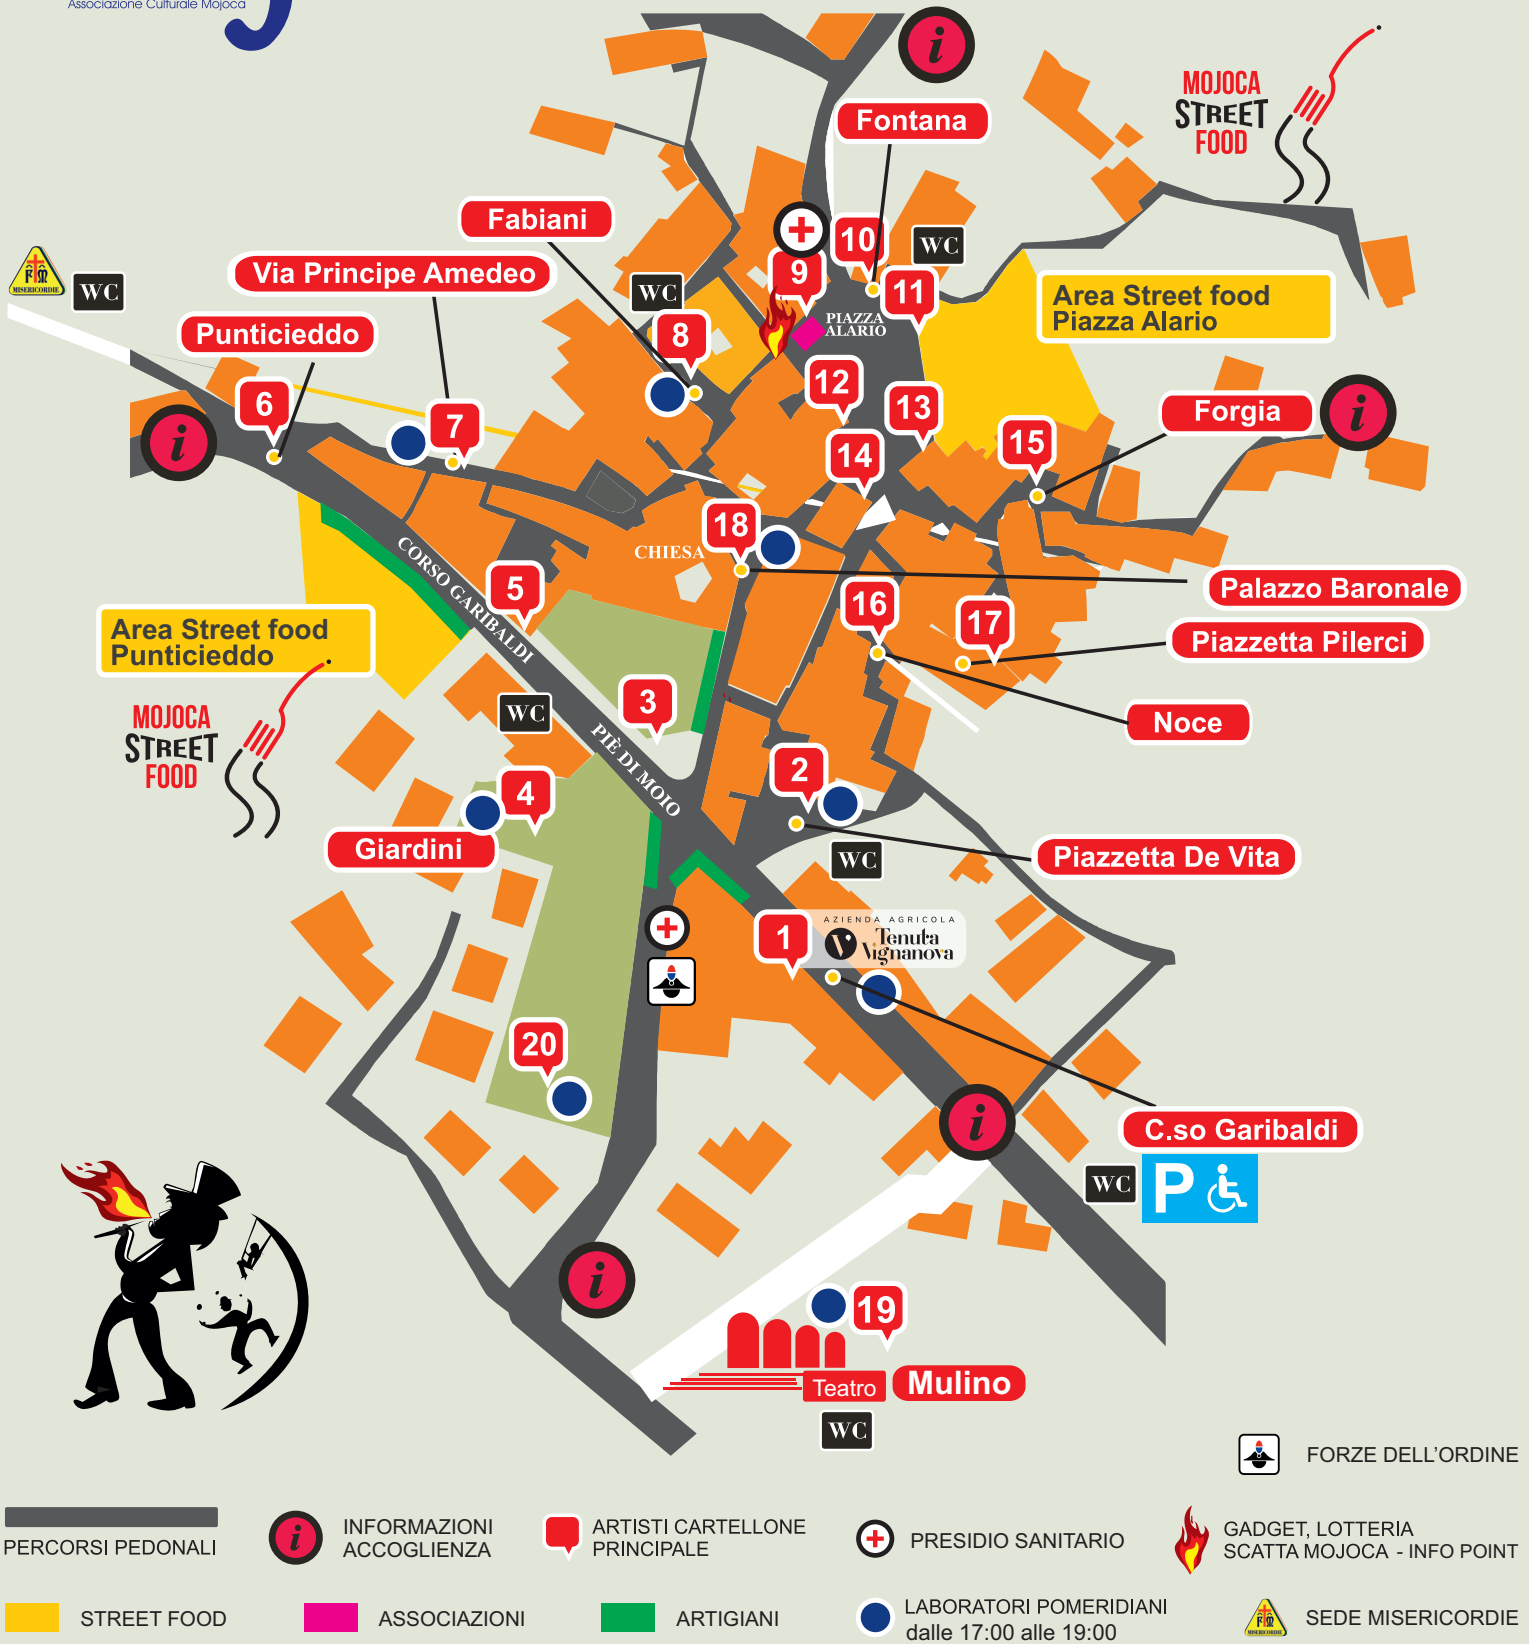 Associazione Culturale Mojoca
i
MOJOCA
STREET
FOOD
Fontana
Fabiani
10
WC
9
11
Via Principe Amedeo
MISERICORDIE
WC
WC
Area Street food
Piazza Alario
PIAZZA
ALARIO
Punticieddo
8
12
6
13
Forgia
i
7
i
15
14
18
CORSO GARIBALDI
CHIESA
5
Palazzo Baronale
16
17
Area Street food
Punticieddo
Piazzetta Pilerci
3
WC
Noce
MOJOCA
STREET
FOOD
PIÈ DI MOIO
2
4
Giardini
WC
Piazzetta De Vita
1
AZIENDA AGRICOLA
V
Tenuta
Vignanova
20
i
C.so Garibaldi
WC
P
i
19
Teatro
Mulino
WC
FORZE DELL'ORDINE
PERCORSI PEDONALI
i
INFORMAZIONI
ACCOGLIENZA
ARTISTI CARTELLONE
PRINCIPALE
PRESIDIO SANITARIO
GADGET, LOTTERIA
SCATTA MOJOCA - INFO POINT
STREET FOOD
ASSOCIAZIONI
ARTIGIANI
LABORATORI POMERIDIANI
dalle 17:00 alle 19:00
MISERICORDIE
SEDE MISERICORDIE